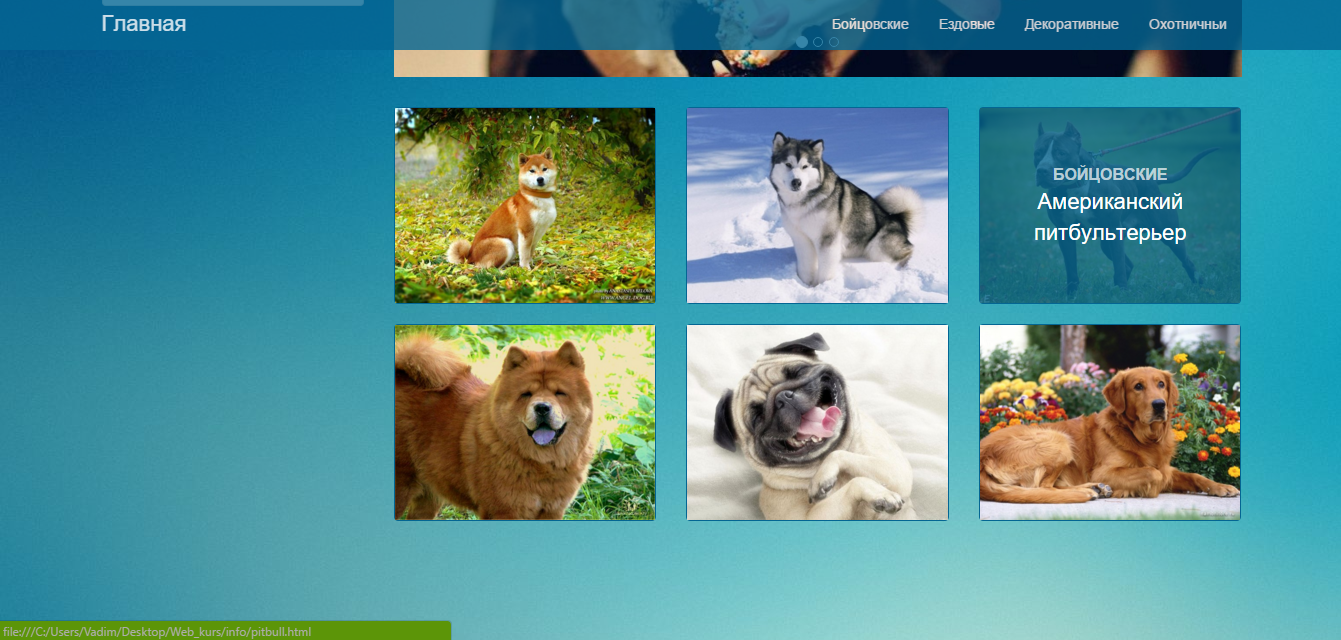 Главная
Бойцовские
Ездовые
Декоративные
Охотничьи
БОЙЦОВСКИЕ
Американский
питбультерьер
file:///C:/Users/Vadim/Desktop/Web_kurs/info/pitbull.html